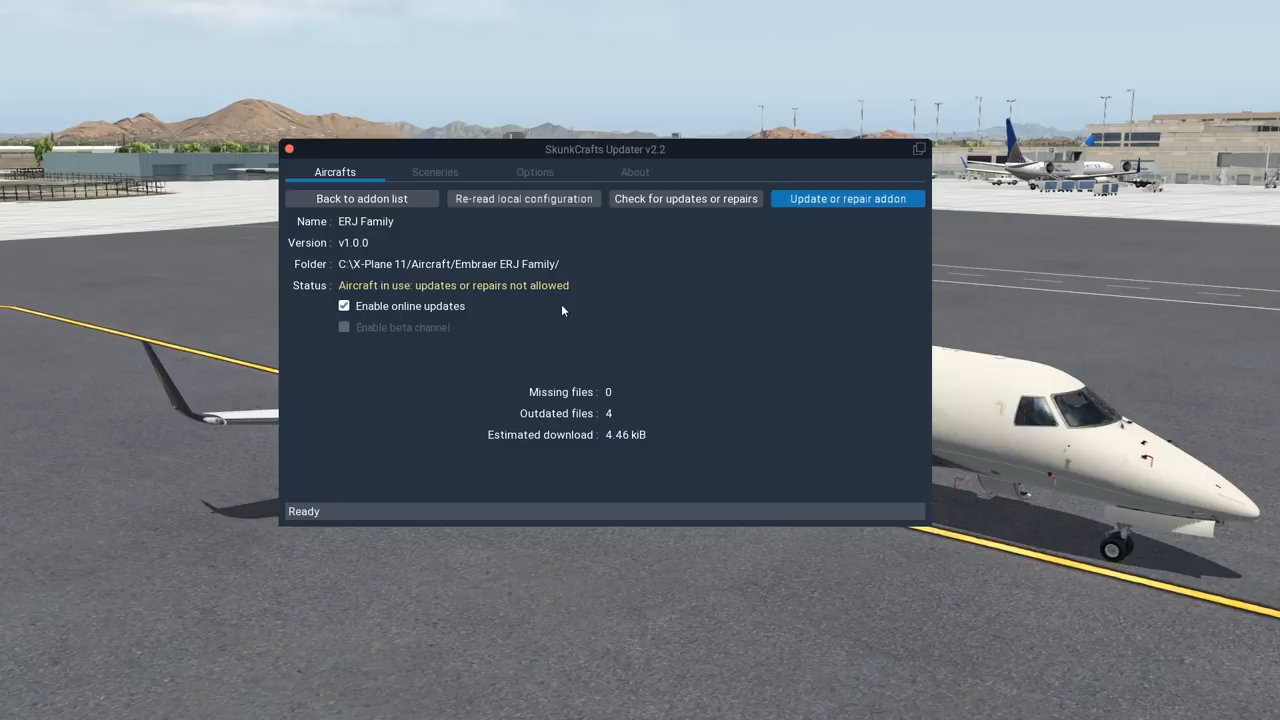 SkunkCrafts Updater v2.2
Aircrafts Sceneries Options About
Back to addon list Re-read local configuration Check for updates or repairs Update or repair addon
Name : ERJ Family
Version : v1.0.0
Folder : C:\X-Plane 11/Aircraft/Embraer ERJ Family/
Status : Aircraft in use: updates or repairs not allowed
Enable online updates
Enable beta channel
Missing files : 0
Outdated files : 4
Estimated download : 4.46 kiB
Ready
UNITED